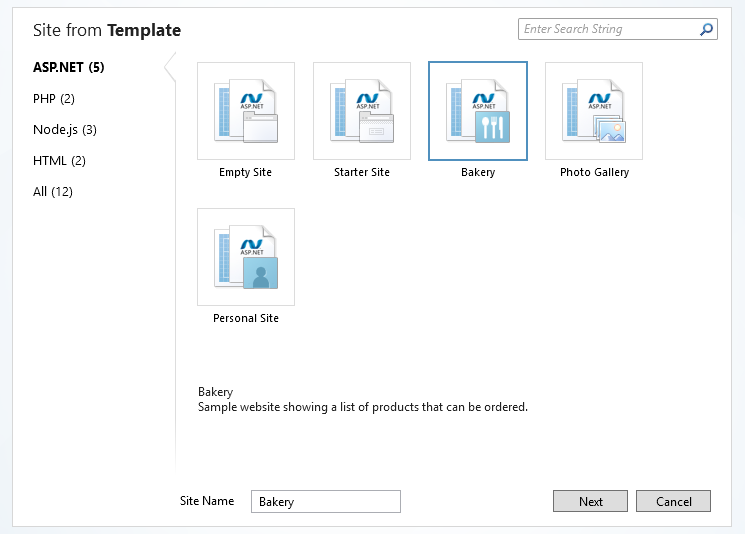 Site from Template
Enter Search String
ASP.NET (5)
PHP (2)
Node.js (3)
HTML (2)
All (12)
ASP.NET
ASP.NET
ASP.NET
ASP.NET
Empty Site
Starter Site
Bakery
Photo Gallery
ASP.NET
Personal Site
Bakery
Sample website showing a list of products that can be ordered.
Site Name
Bakery
Next
Cancel